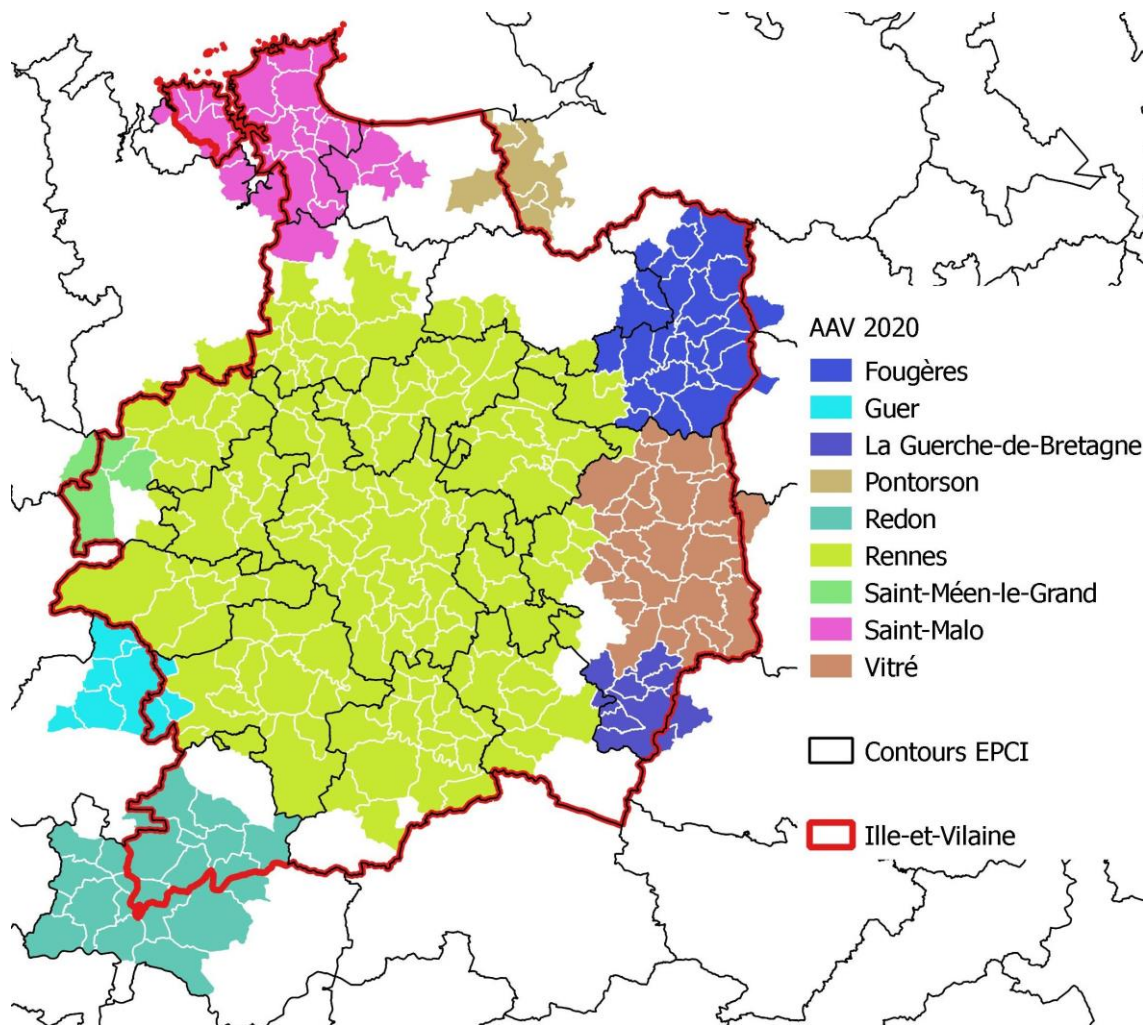 AAV 2020
Fougères
Guer
La Guerche-de-Bretagne
Pontorson
Redon
Rennes
Saint-Méen-le-Grand
Saint-Malo
Vitré
Contours EPCI
Ille-et-Vilaine